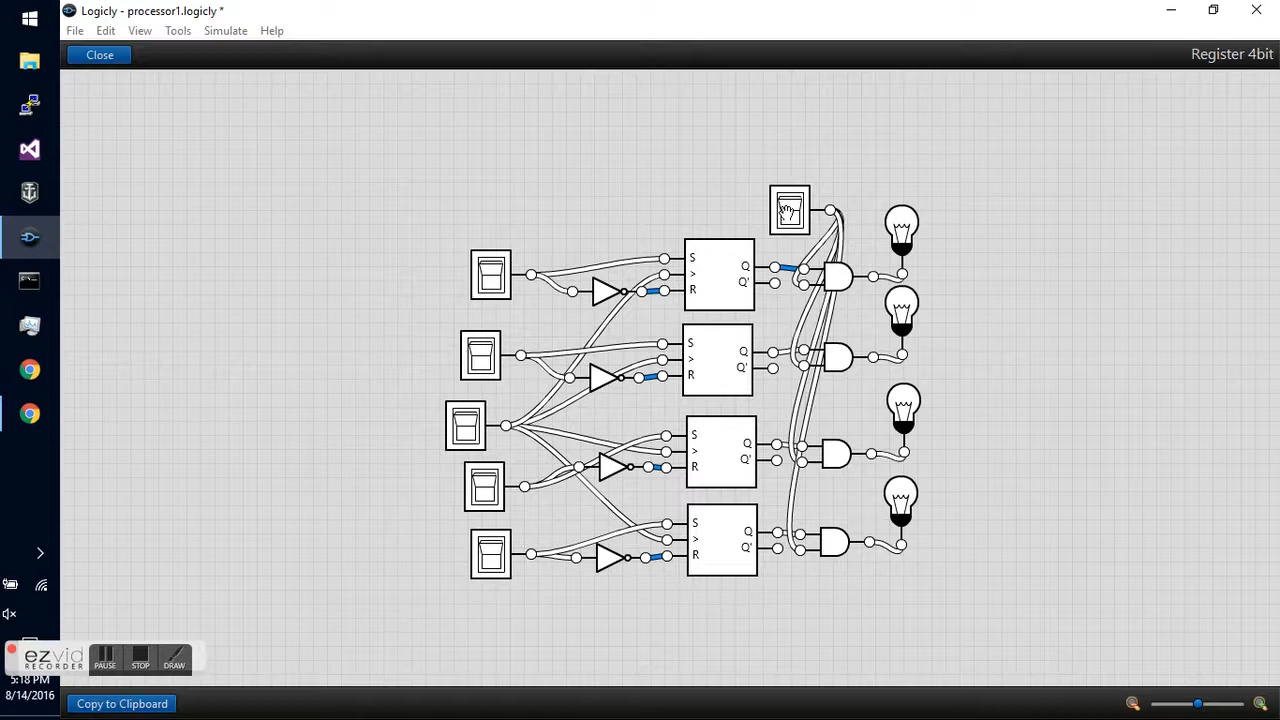 Logicly - processor1.logicly *
File Edit View Tools Simulate Help
Close
Register 4bit
S
>
R
Q
Q'
S
>
R
Q
Q'
S
>
R
Q
Q'
S
>
R
Q
Q'
ezvid
RECORDER
PAUSE
STOP
DRAW
5:18 PM
8/14/2016
Copy to Clipboard